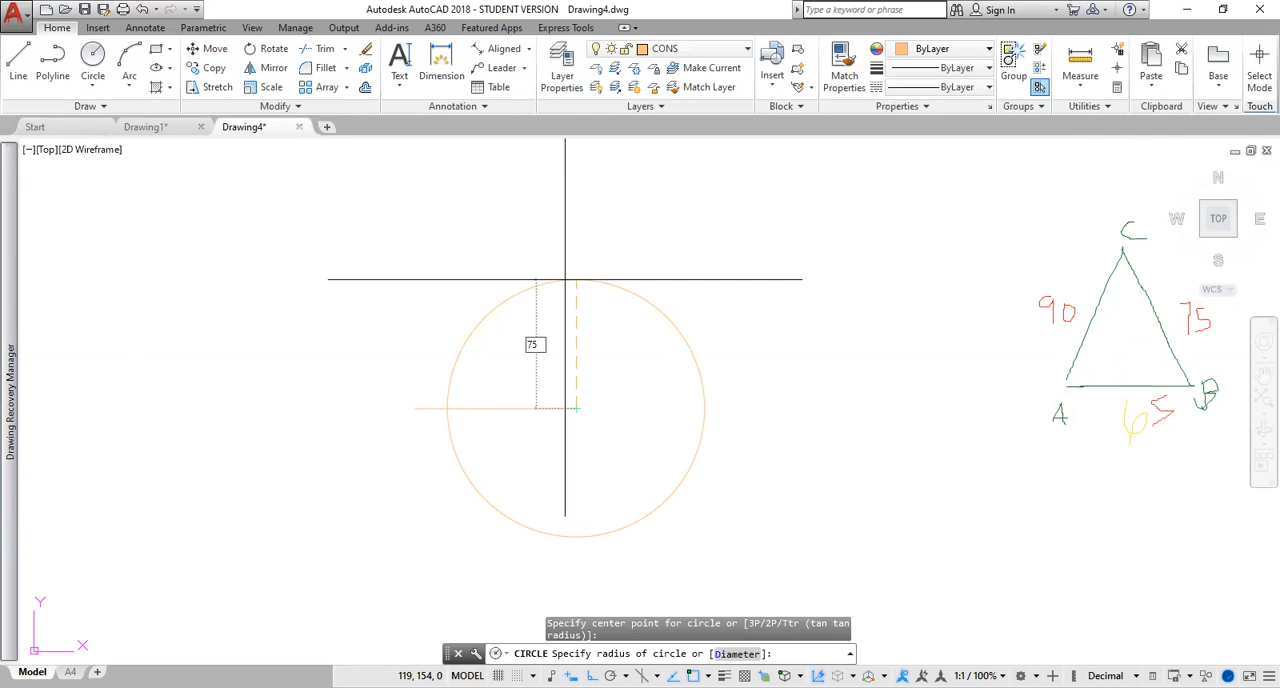 Autodesk AutoCAD 2018 - STUDENT VERSION Drawing4.dwg
Type a keyword or phrase
Sign In
Home Insert Annotate Parametric View Manage Output Add-ins A360 Featured Apps Express Tools
Line Polyline Circle Arc
Move Rotate Trim
Copy Mirror Fillet
Stretch Scale Array
Text Dimension
Aligned
Leader
Table
Layer Properties
CONS
Make Current
Match Layer
Insert
Match Properties
ByLayer
ByLayer
ByLayer
Group
Measure
Paste
Base
Select Mode
Draw Modify Annotation Layers Block Properties Groups Utilities Clipboard View Touch
Start Drawing1* Drawing4*
[−][Top][2D Wireframe]
Drawing Recovery Manager
N
W TOP E
S
WCS
C
90 75
A 65 B
75
Y
X
Specify center point for circle or [3P/2P/Ttr (tan tan
radius)]:
CIRCLE Specify radius of circle or [Diameter]:
Model A4
119, 154, 0 MODEL 1:1 / 100% Decimal